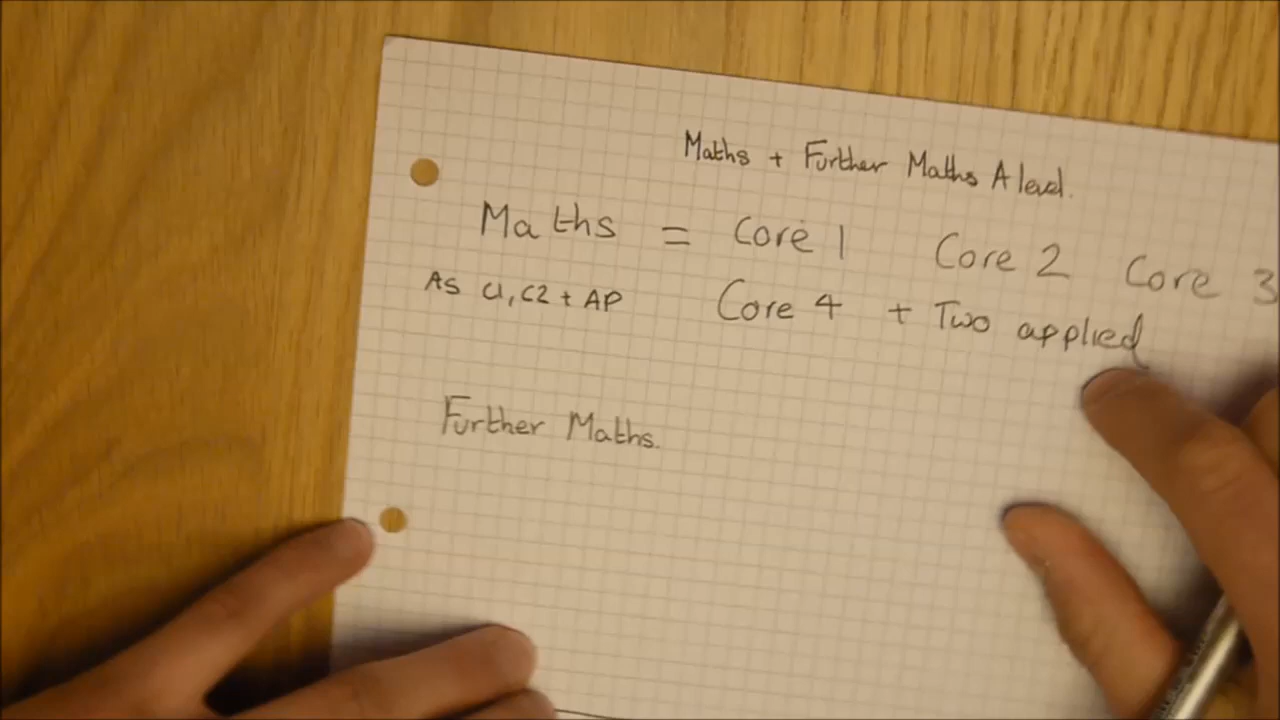 Maths + Further Maths A level.
Maths = Core 1 Core 2 Core 3
As C1, C2 + AP Core 4 + Two applied
Further Maths.